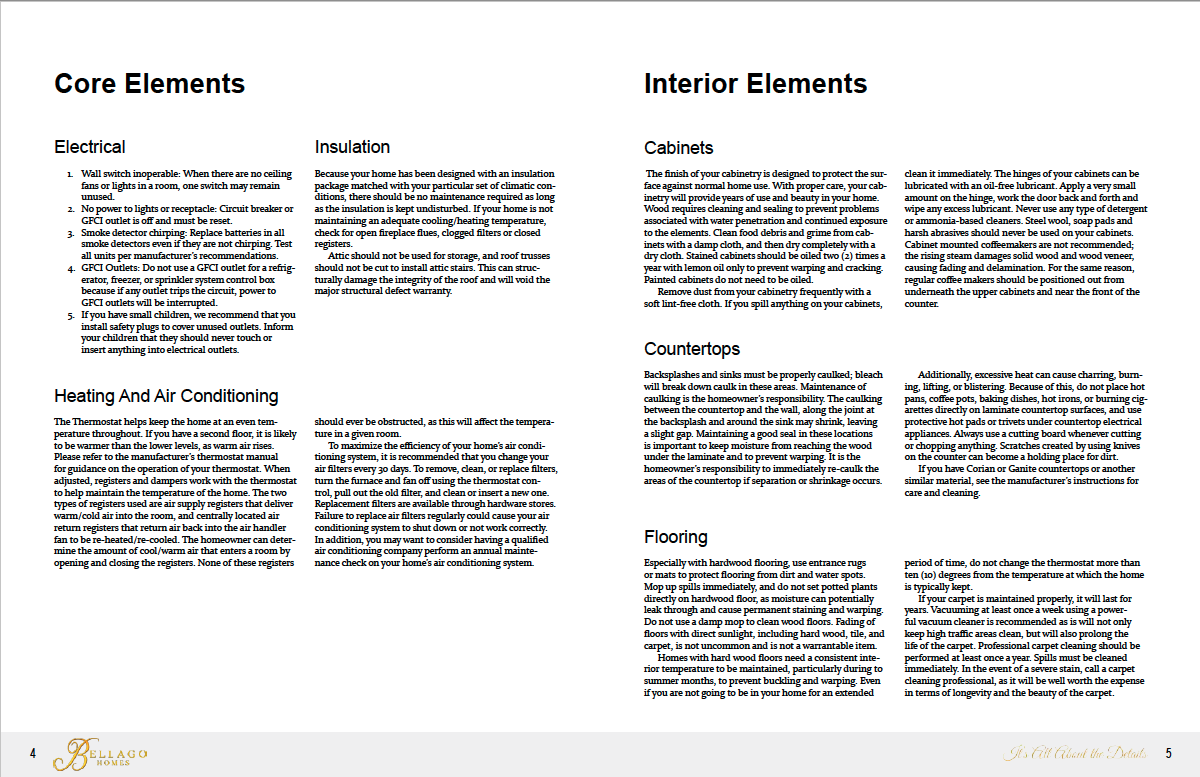 Core Elements
Electrical
1. Wall switch inoperable: When there are no ceiling
fans or lights in a room, one switch may remain
unused.
2. No power to lights or receptacle: Circuit breaker or
GFCI outlet is off and must be reset.
3. Smoke detector chirping: Replace batteries in all
smoke detectors even if they are not chirping. Test
all units per manufacturer's recommendations.
4. GFCI Outlets: Do not use a GFCI outlet for a refrig-
erator, freezer, or sprinkler system control box
because if any outlet trips the circuit, power to
GFCI outlets will be interrupted.
5. If you have small children, we recommend that you
install safety plugs to cover unused outlets. Inform
your children that they should never touch or
insert anything into electrical outlets.
Insulation
Because your home has been designed with an insulation
package matched with your particular set of climatic con-
ditions, there should be no maintenance required as long
as the insulation is kept undisturbed. If your home is not
maintaining an adequate cooling/heating temperature,
check for open fireplace flues, clogged filters or closed
registers.
Attic should not be used for storage, and roof trusses
should not be cut to install attic stairs. This can struc-
turally damage the integrity of the roof and will void the
major structural defect warranty.
Heating And Air Conditioning
The Thermostat helps keep the home at an even tem-
perature throughout. If you have a second floor, it is likely
to be warmer than the lower levels, as warm air rises.
Please refer to the manufacturer's thermostat manual
for guidance on the operation of your thermostat. When
adjusted, registers and dampers work with the thermostat
to help maintain the temperature of the home. The two
types of registers used are air supply registers that deliver
warm/cold air into the room, and centrally located air
return registers that return air back into the air handler
fan to be re-heated/re-cooled. The homeowner can deter-
mine the amount of cool/warm air that enters a room by
opening and closing the registers. None of these registers
should ever be obstructed, as this will affect the tempera-
ture in a given room.
To maximize the efficiency of your home's air condi-
tioning system, it is recommended that you change your
air filters every 30 days. To remove, clean, or replace filters,
turn the furnace and fan off using the thermostat con-
trol, pull out the old filter, and clean or insert a new one.
Replacement filters are available through hardware stores.
Failure to replace air filters regularly could cause your air
conditioning system to shut down or not work correctly.
In addition, you may want to consider having a qualified
air conditioning company perform an annual mainte-
nance check on your home's air conditioning system.
4
BELLAGO
HOMES
Interior Elements
Cabinets
The finish of your cabinetry is designed to protect the sur-
face against normal home use. With proper care, your cab-
inetry will provide years of use and beauty in your home.
Wood requires cleaning and sealing to prevent problems
associated with water penetration and continued exposure
to the elements. Clean food debris and grime from cab-
inets with a damp cloth, and then dry completely with a
dry cloth. Stained cabinets should be oiled two (2) times a
year with lemon oil only to prevent warping and cracking.
Painted cabinets do not need to be oiled.
Remove dust from your cabinetry frequently with a
soft lint-free cloth. If you spill anything on your cabinets,
clean it immediately. The hinges of your cabinets can be
lubricated with an oil-free lubricant. Apply a very small
amount on the hinge, work the door back and forth and
wipe any excess lubricant. Never use any type of detergent
or ammonia-based cleaners. Steel wool, soap pads and
harsh abrasives should never be used on your cabinets.
Cabinet mounted coffeemakers are not recommended;
the rising steam damages solid wood and wood veneer,
causing fading and delamination. For the same reason,
regular coffee makers should be positioned out from
underneath the upper cabinets and near the front of the
counter.
Countertops
Backsplashes and sinks must be properly caulked; bleach
will break down caulk in these areas. Maintenance of
caulking is the homeowner's responsibility. The caulking
between the countertop and the wall, along the joint at
the backsplash and around the sink may shrink, leaving
a slight gap. Maintaining a good seal in these locations
is important to keep moisture from reaching the wood
under the laminate and to prevent warping. It is the
homeowner's responsibility to immediately re-caulk the
areas of the countertop if separation or shrinkage occurs.
Additionally, excessive heat can cause charring, burn-
ing, lifting, or blistering. Because of this, do not place hot
pans, coffee pots, baking dishes, hot irons, or burning cig-
arettes directly on laminate countertop surfaces, and use
protective hot pads or trivets under countertop electrical
appliances. Always use a cutting board whenever cutting
or chopping anything. Scratches created by using knives
on the counter can become a holding place for dirt.
If you have Corian or Ganite countertops or another
similar material, see the manufacturer's instructions for
care and cleaning.
Flooring
Especially with hardwood flooring, use entrance rugs
or mats to protect flooring from dirt and water spots.
Mop up spills immediately, and do not set potted plants
directly on hardwood floor, as moisture can potentially
leak through and cause permanent staining and warping.
Do not use a damp mop to clean wood floors. Fading of
floors with direct sunlight, including hard wood, tile, and
carpet, is not uncommon and is not a warrantable item.
Homes with hard wood floors need a consistent inte-
rior temperature to be maintained, particularly during to
summer months, to prevent buckling and warping. Even
if you are not going to be in your home for an extended
period of time, do not change the thermostat more than
ten (10) degrees from the temperature at which the home
is typically kept.
If your carpet is maintained properly, it will last for
years. Vacuuming at least once a week using a power-
ful vacuum cleaner is recommended as is will not only
keep high traffic areas clean, but will also prolong the
life of the carpet. Professional carpet cleaning should be
performed at least once a year. Spills must be cleaned
immediately. In the event of a severe stain, call a carpet
cleaning professional, as it will be well worth the expense
in terms of longevity and the beauty of the carpet.
It's All About the Details
5